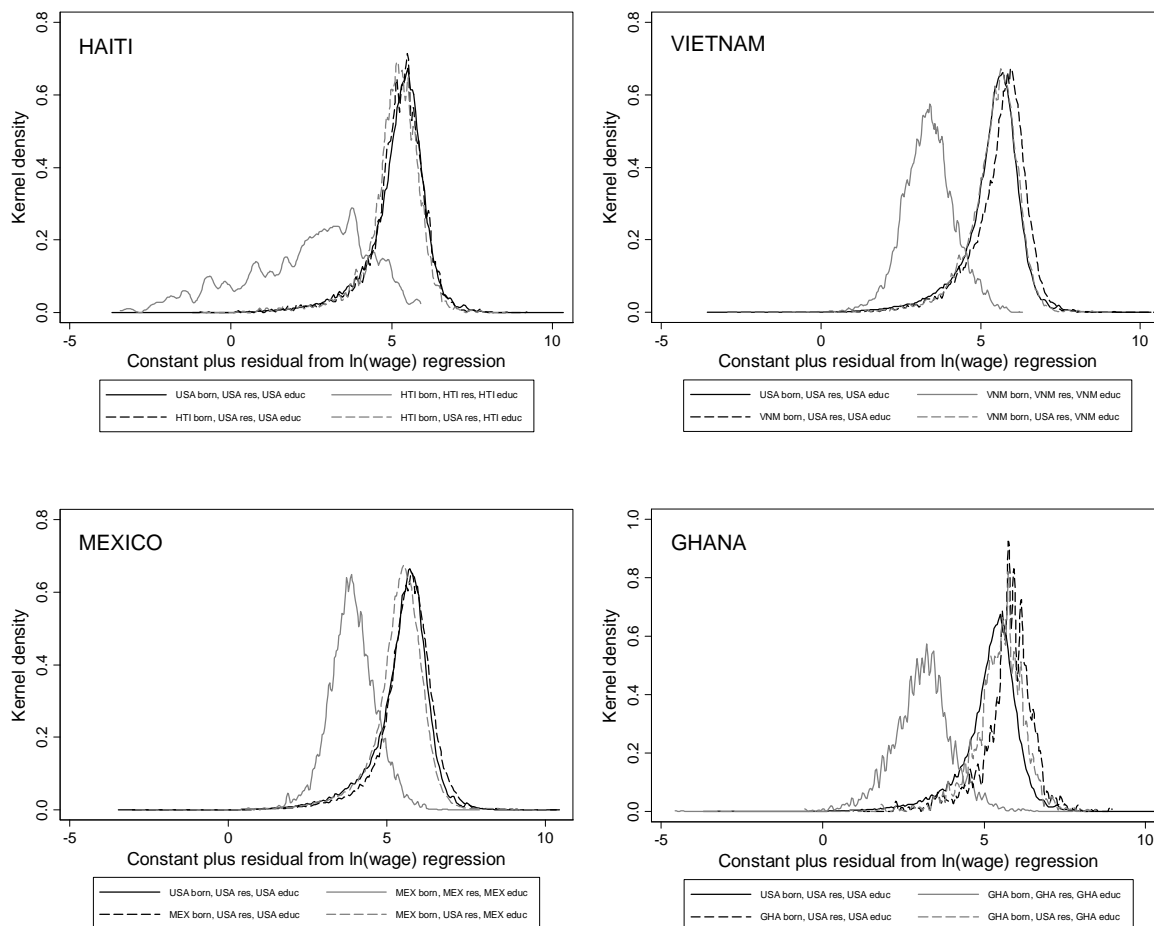 HAITI
Kernel density
0.0 0.2 0.4 0.6 0.8
-5 0 5 10
Constant plus residual from ln(wage) regression
USA born, USA res, USA educ HTI born, HTI res, HTI educ
HTI born, USA res, USA educ HTI born, USA res, HTI educ
VIETNAM
Kernel density
0.0 0.2 0.4 0.6 0.8
-5 0 5 10
Constant plus residual from ln(wage) regression
USA born, USA res, USA educ VNM born, VNM res, VNM educ
VNM born, USA res, USA educ VNM born, USA res, VNM educ
MEXICO
Kernel density
0.0 0.2 0.4 0.6 0.8
-5 0 5 10
Constant plus residual from ln(wage) regression
USA born, USA res, USA educ MEX born, MEX res, MEX educ
MEX born, USA res, USA educ MEX born, USA res, MEX educ
GHANA
Kernel density
0.0 0.2 0.4 0.6 0.8 1.0
-5 0 5 10
Constant plus residual from ln(wage) regression
USA born, USA res, USA educ GHA born, GHA res, GHA educ
GHA born, USA res, USA educ GHA born, USA res, GHA educ